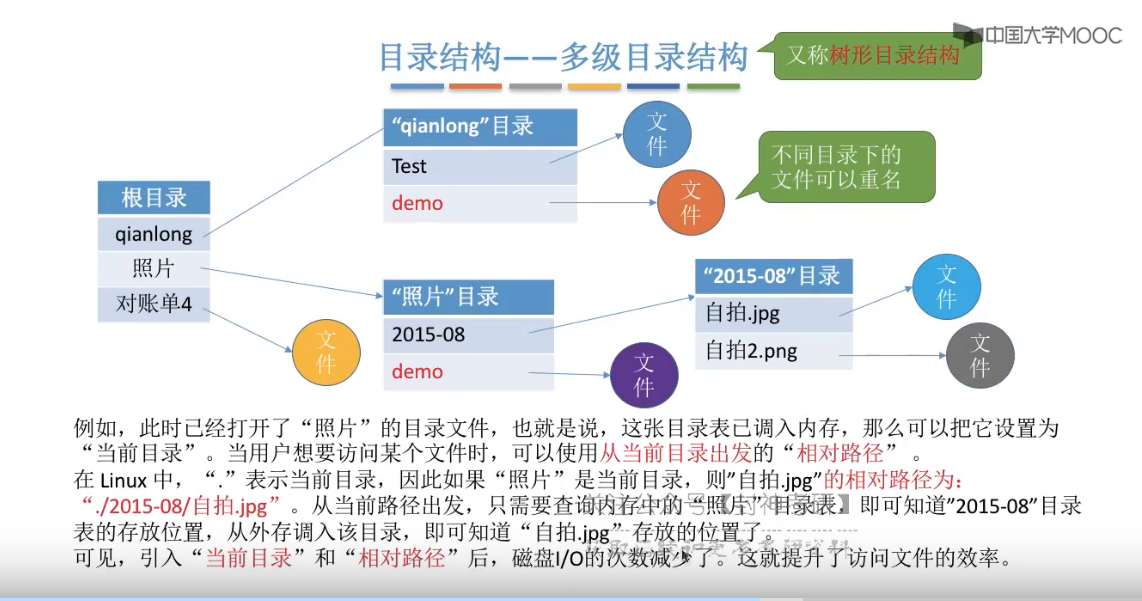 中国大学MOOC
目录结构——多级目录结构
又称树形目录结构
“qianlong”目录
Test
demo
文件
文件
不同目录下的
文件可以重名
根目录
qianlong
照片
对账单4
文件
“照片”目录
2015-08
demo
文件
“2015-08”目录
自拍.jpg
自拍2.png
文件
文件
例如，此时已经打开了“照片”的目录文件，也就是说，这张目录表已调入内存，那么可以把它设置为
“当前目录”。当用户想要访问某个文件时，可以使用从当前目录出发的“相对路径”。
在 Linux 中，“.”表示当前目录，因此如果“照片”是当前目录，则”自拍.jpg”的相对路径为：
“./2015-08/自拍.jpg”。从当前路径出发，只需要查询内存中的“照片”目录表，即可知道”2015-08”目录
表的存放位置，从外存调入该目录，即可知道“自拍.jpg”存放的位置了。
可见，引入“当前目录”和“相对路径”后，磁盘I/O的次数减少了。这就提升了访问文件的效率。